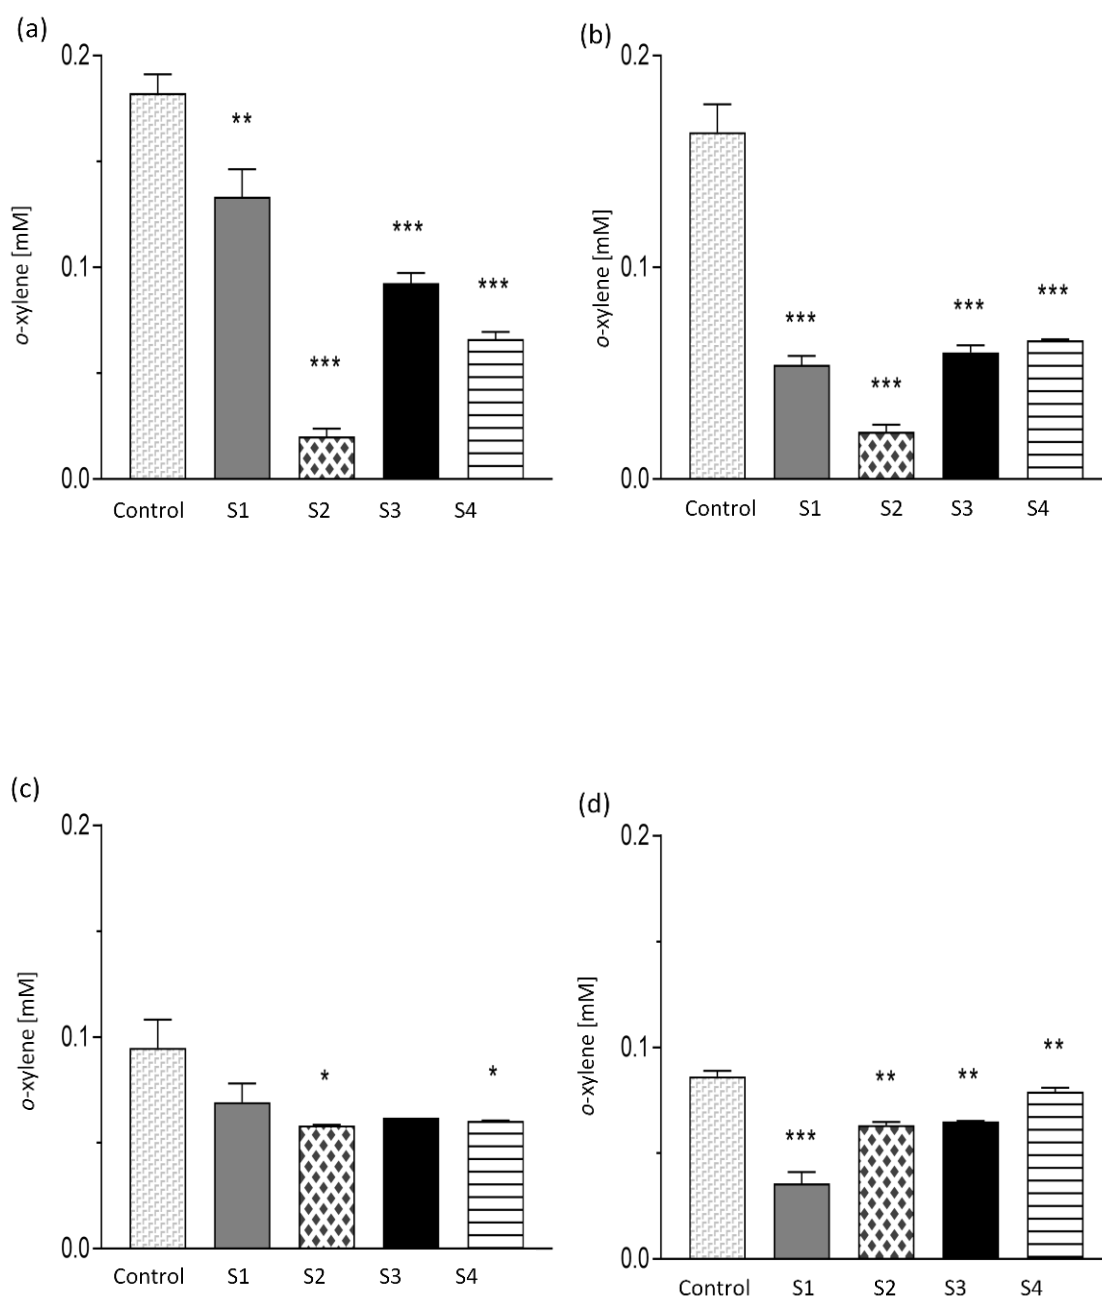 (a)
0.2
**
***
***
0.1
***
0.0
o-xylene [mM]
Control S1 S2 S3 S4
(b)
0.2
0.1
***
***
***
***
0.0
o-xylene [mM]
Control S1 S2 S3 S4
(c)
0.2
0.1
*
*
0.0
o-xylene [mM]
Control S1 S2 S3 S4
(d)
0.2
0.1
**
**
**
***
0.0
o-xylene [mM]
Control S1 S2 S3 S4